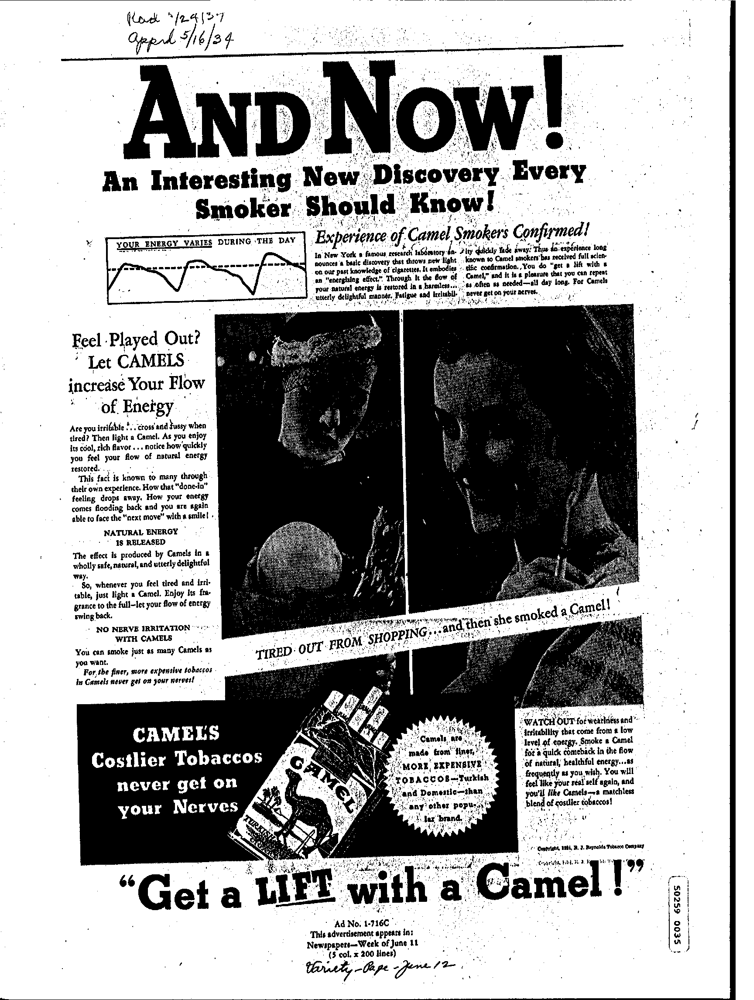 appd 5/16/34
AND NOW!
An Interesting New Discovery Every
Smoker Should Know!
YOUR ENERGY VARIES DURING THE DAY
Experience of Camel Smokers Confirmed!
In New York a famous research laboratory an-
nounces a basic discovery that throws new light
on our past knowledge of cigarettes. It embodies
an "energizing effect." Through it the flow of
your natural energy is restored in a harmless...
utterly delightful manner. Fatigue and irritabil-
ity quickly fade away. Thus an experience long
known to Camel smokers has received full scien-
tific confirmation. You do "get a lift with a
Camel," and it is a pleasure that you can repeat
as often as needed—all day long. For Camels
never get on your nerves.
Feel Played Out?
Let CAMELS
increase Your Flow
of Energy
Are you irritable... cross and fussy when
tired? Then light a Camel. As you enjoy
its cool, rich flavor... notice how quickly
you feel your flow of natural energy
restored.
This fact is known to many through
their own experience. How that "done-in"
feeling drops away. How your energy
comes flooding back and you are again
able to face the "next move" with a smile!
NATURAL ENERGY
IS RELEASED
The effect is produced by Camels in a
wholly safe, natural, and utterly delightful
way.
So, whenever you feel tired and irri-
table, just light a Camel. Enjoy its fra-
grance to the full—let your flow of energy
swing back.
NO NERVE IRRITATION
WITH CAMELS
You can smoke just as many Camels as
you want.
For the finer, more expensive tobaccos
in Camels never get on your nerves!
TIRED OUT FROM SHOPPING...and then she smoked a Camel!
CAMEL'S
Costlier Tobaccos
never get on
your Nerves
CAMEL
Camels are
made from finer,
MORE EXPENSIVE
TOBACCOS—Turkish
and Domestic—than
any other popu-
lar brand.
WATCH OUT for weariness and
irritability that come from a low
level of energy. Smoke a Camel
for a quick comeback in the flow
of natural, healthful energy...as
frequently as you wish. You will
feel like your real self again, and
you'll like Camels—a matchless
blend of costlier tobaccos!
Copyright, 1934, R. J. Reynolds Tobacco Company
"Get a LIFT with a Camel!"
Ad No. 1-716C
This advertisement appears in:
Newspapers—Week of June 11
(5 col. x 200 lines)
Variety - Page - June 12
50259 0035